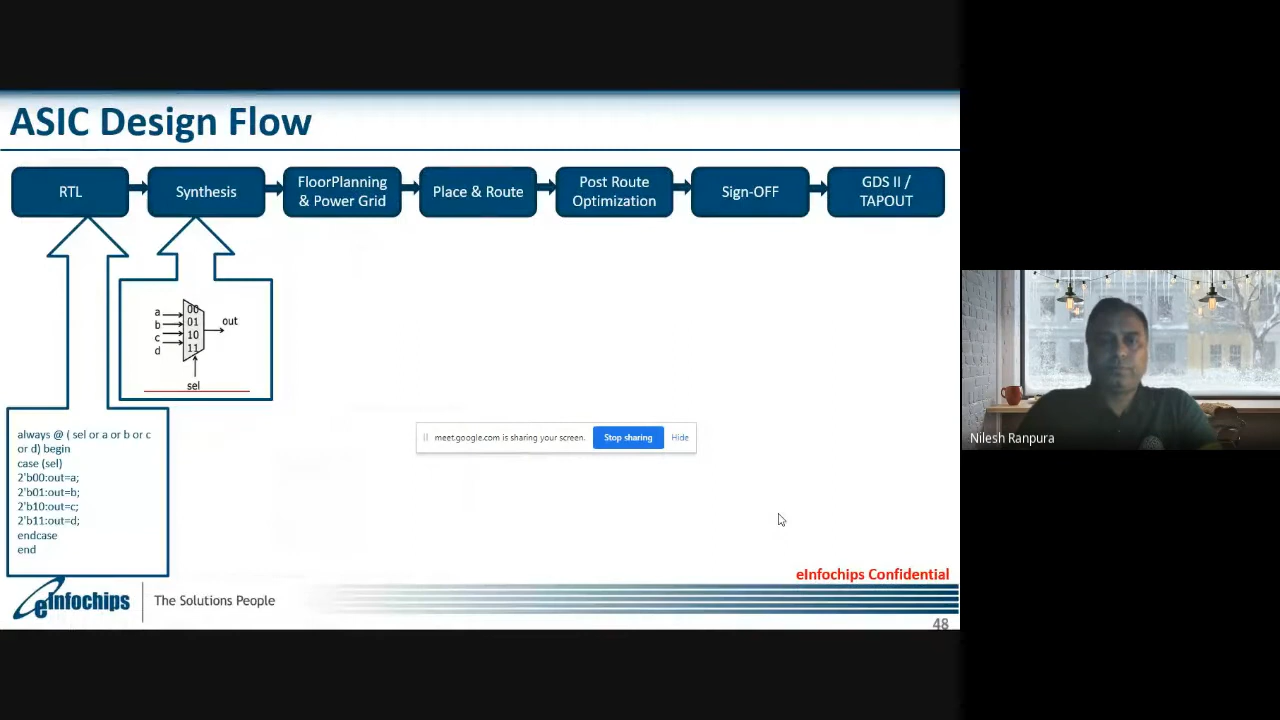 ASIC Design Flow
RTL
Synthesis
FloorPlanning
& Power Grid
Place & Route
Post Route
Optimization
Sign-OFF
GDS II /
TAPOUT
a
b
c
d
00
01
10
11
out
sel
always @ ( sel or a or b or c
or d) begin
case (sel)
2'b00:out=a;
2'b01:out=b;
2'b10:out=c;
2'b11:out=d;
endcase
end
meet.google.com is sharing your screen.
Stop sharing
Hide
Nilesh Ranpura
eInfochips Confidential
eInfochips
The Solutions People
48